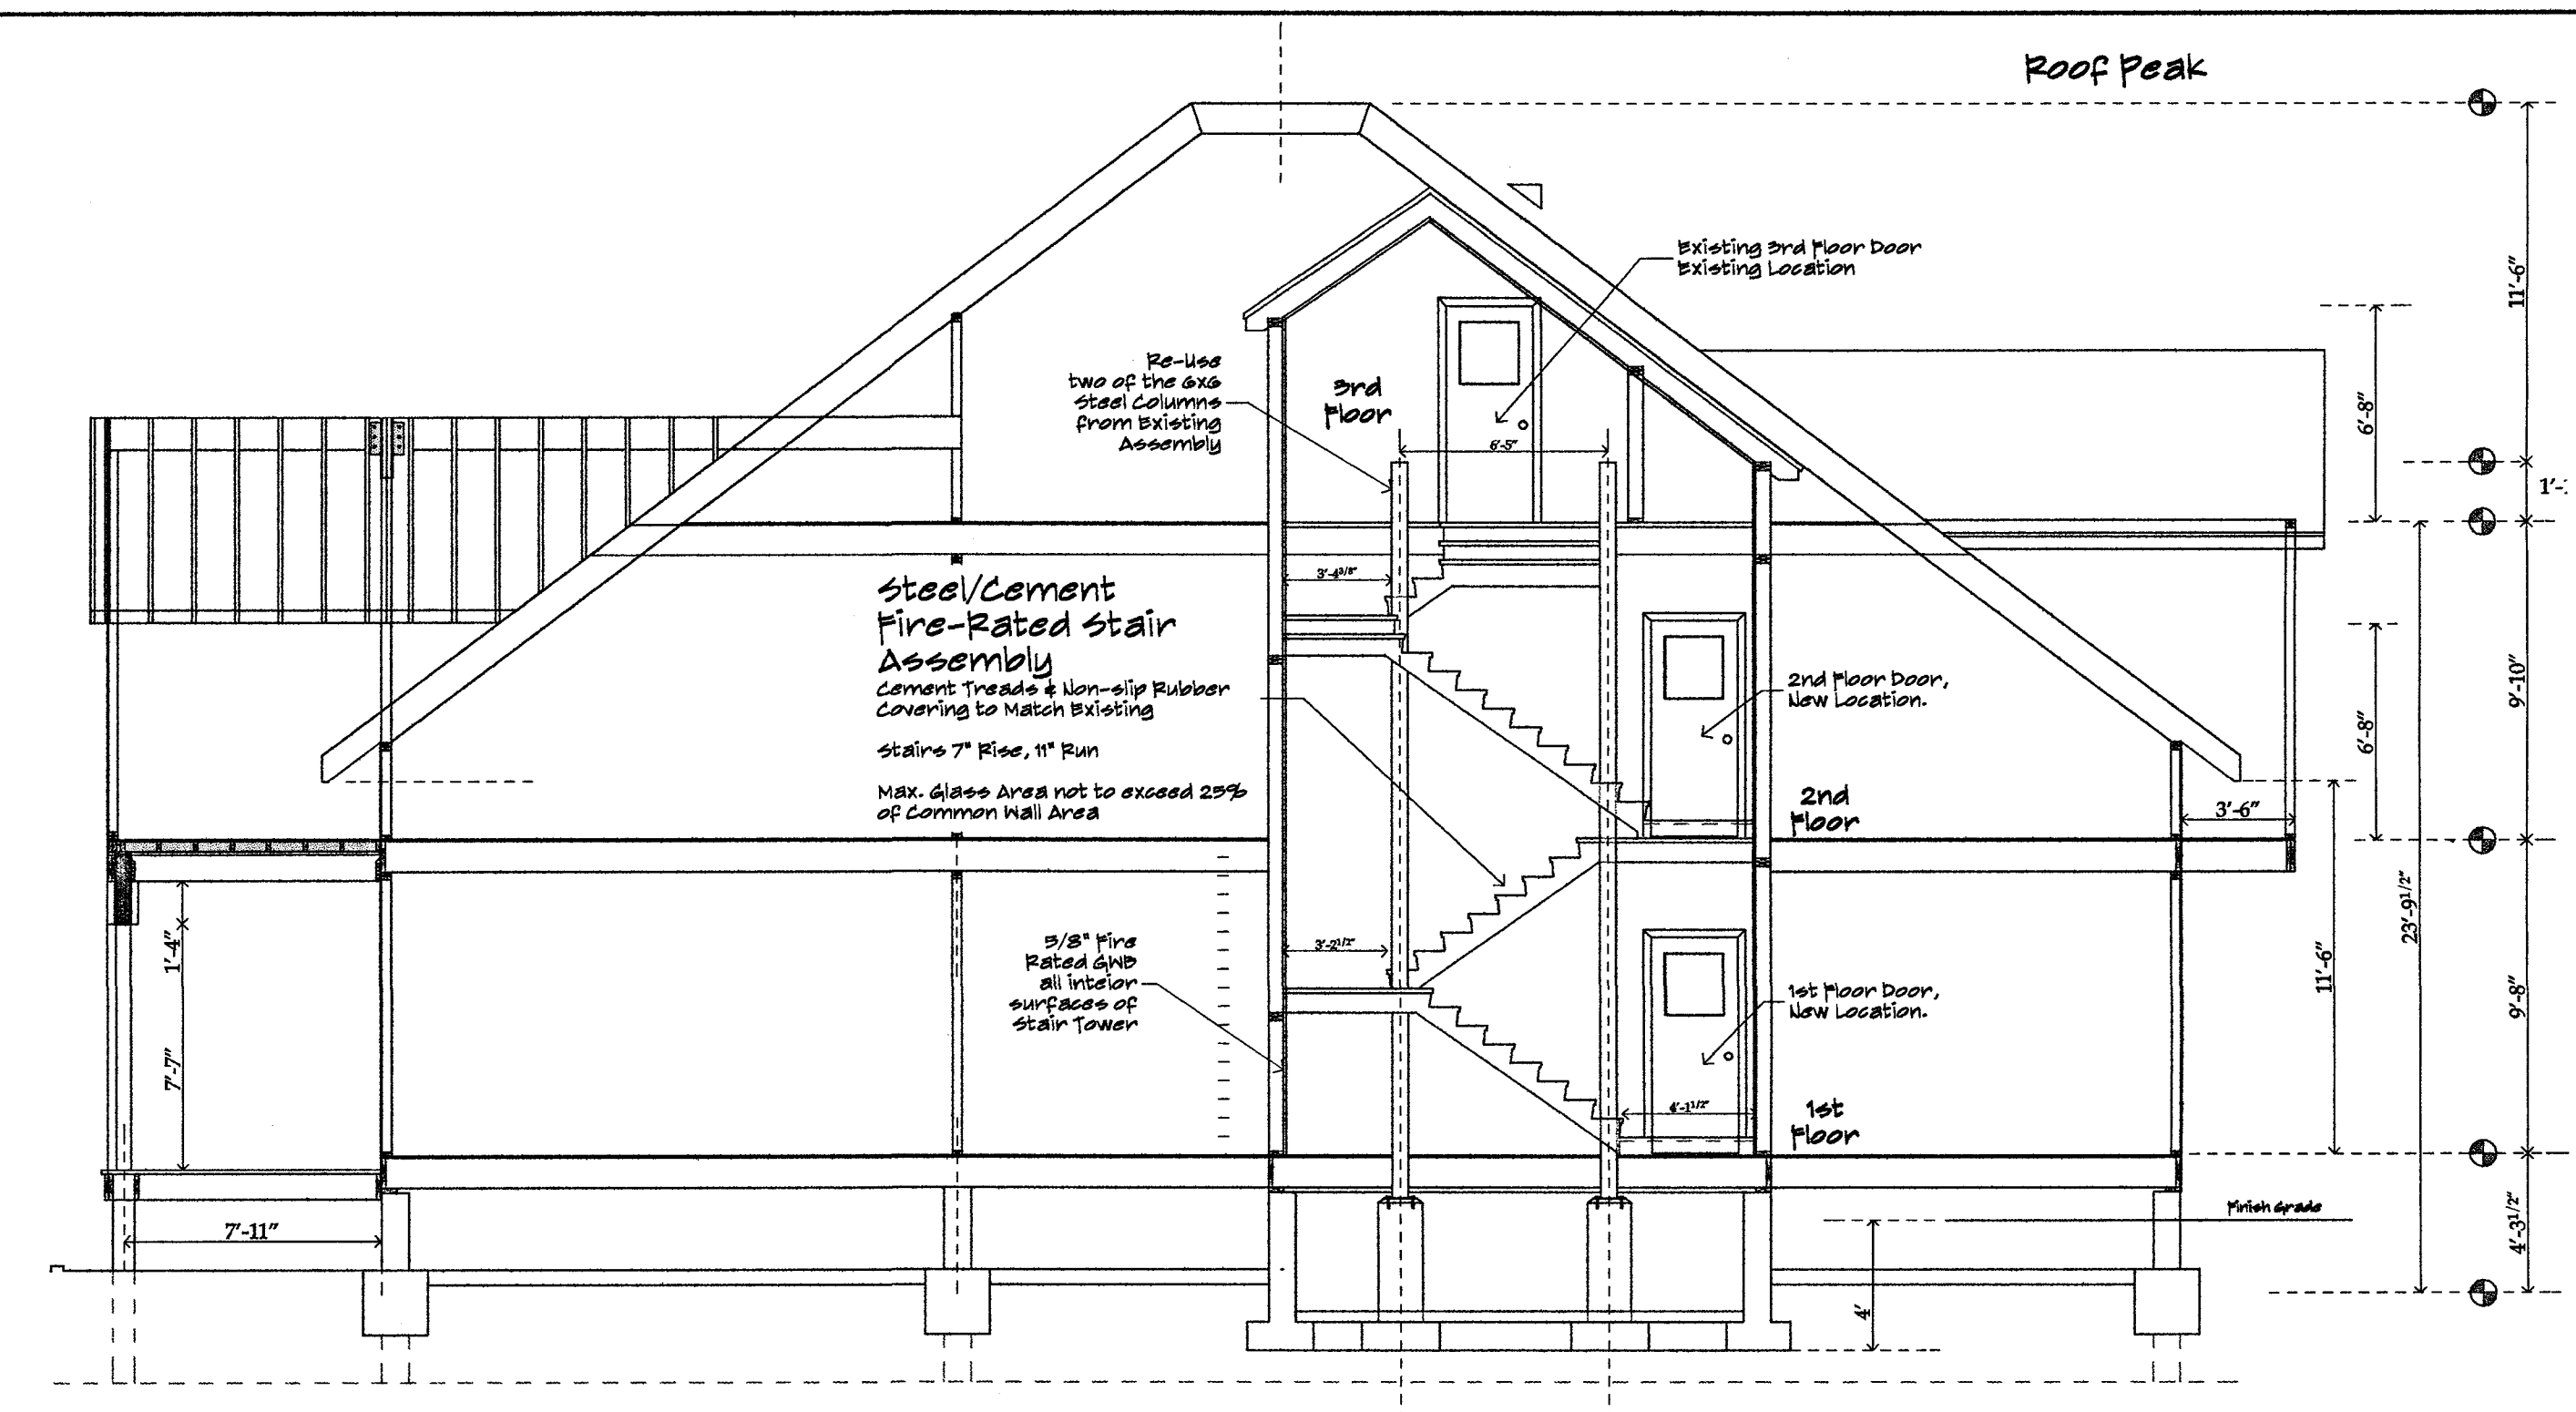 Roof Peak
Existing 3rd Floor Door
Existing Location
11'-6"
Re-Use
two of the 6x6
Steel Columns
from Existing
Assembly
3rd
Floor
6'-8"
6'-5"
1'-
3'-4 3/8"
Steel/Cement
Fire-Rated Stair
Assembly
Cement Treads & Non-slip Rubber
Covering to Match Existing
Stairs 7" Rise, 11" Run
Max. Glass Area not to exceed 25%
of Common Wall Area
2nd Floor Door,
New Location.
9'-10"
6'-8"
2nd
Floor
3'-6"
23'-9 1/2"
1'-4"
5/8" Fire
Rated GWB
all inteior
surfaces of
Stair Tower
3'-2 1/2"
1st Floor Door,
New Location.
11'-6"
9'-8"
7'-7"
4'-1 1/2"
1st
Floor
Finish Grade
7'-11"
4'-3 1/2"
4'